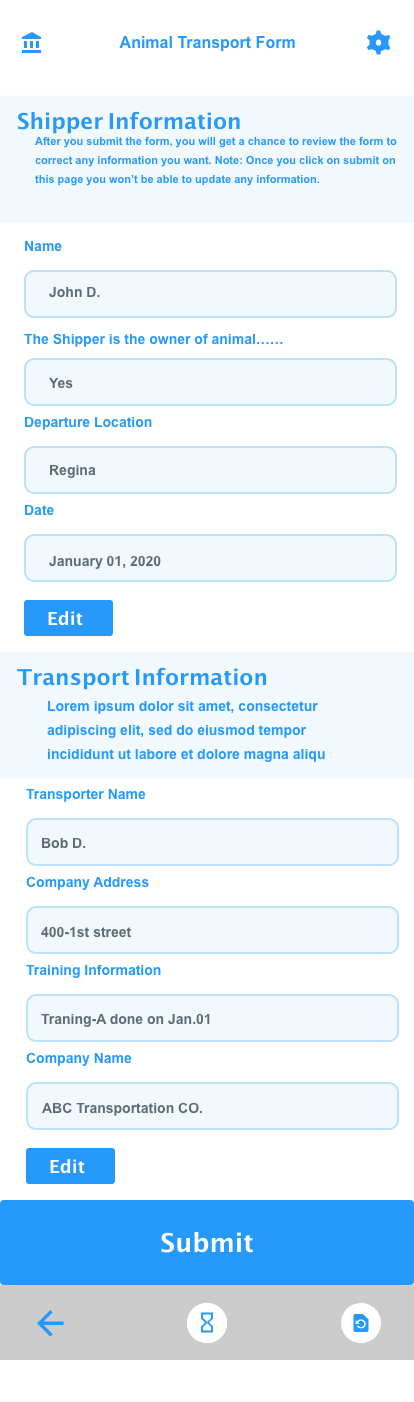 Animal Transport Form
Shipper Information
After you submit the form, you will get a chance to review the form to
correct any information you want. Note: Once you click on submit on
this page you won't be able to update any information.
Name
John D.
The Shipper is the owner of animal......
Yes
Departure Location
Regina
Date
January 01, 2020
Edit
Transport Information
Lorem ipsum dolor sit amet, consectetur
adipiscing elit, sed do eiusmod tempor
incididunt ut labore et dolore magna aliqu
Transporter Name
Bob D.
Company Address
400-1st street
Training Information
Traning-A done on Jan.01
Company Name
ABC Transportation CO.
Edit
Submit